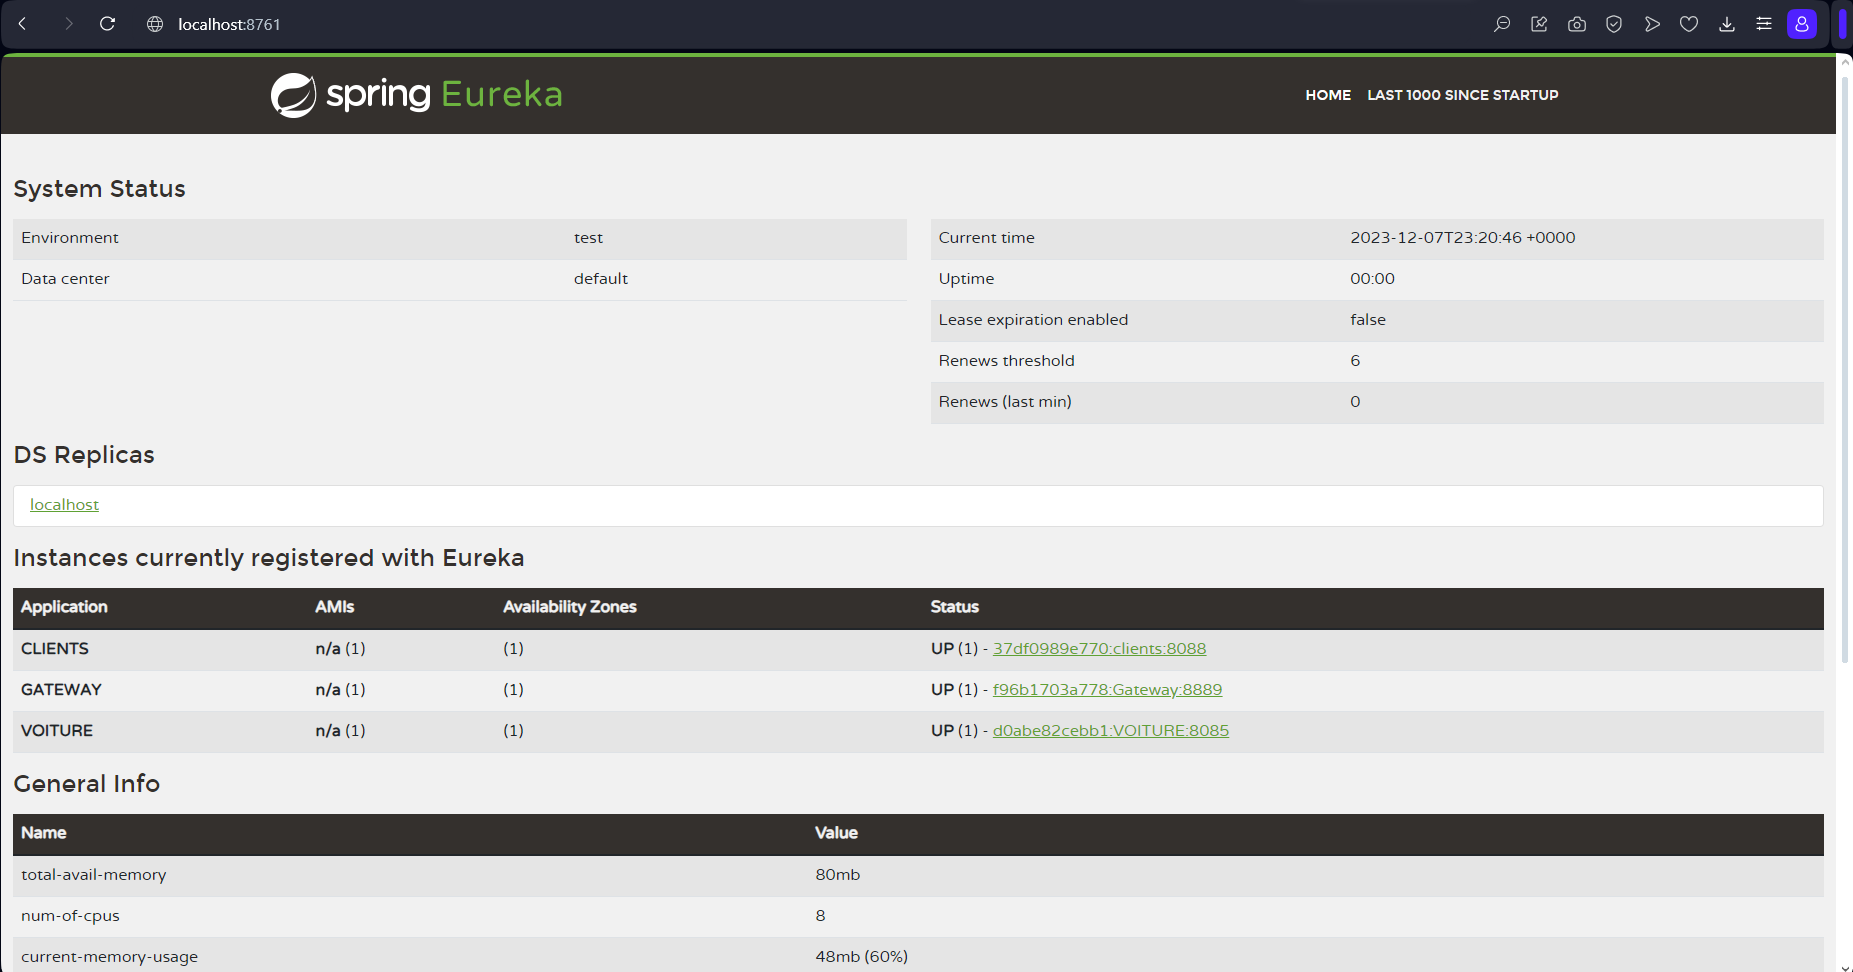 localhost:8761
spring Eureka
HOME LAST 1000 SINCE STARTUP
System Status
Environment test
Data center default
Current time 2023-12-07T23:20:46 +0000
Uptime 00:00
Lease expiration enabled false
Renews threshold 6
Renews (last min) 0
DS Replicas
localhost
Instances currently registered with Eureka
Application AMIs Availability Zones Status
CLIENTS n/a (1) (1) UP (1) - 37df0989e770:clients:8088
GATEWAY n/a (1) (1) UP (1) - f96b1703a778:Gateway:8889
VOITURE n/a (1) (1) UP (1) - d0abe82cebb1:VOITURE:8085
General Info
Name Value
total-avail-memory 80mb
num-of-cpus 8
current-memory-usage 48mb (60%)